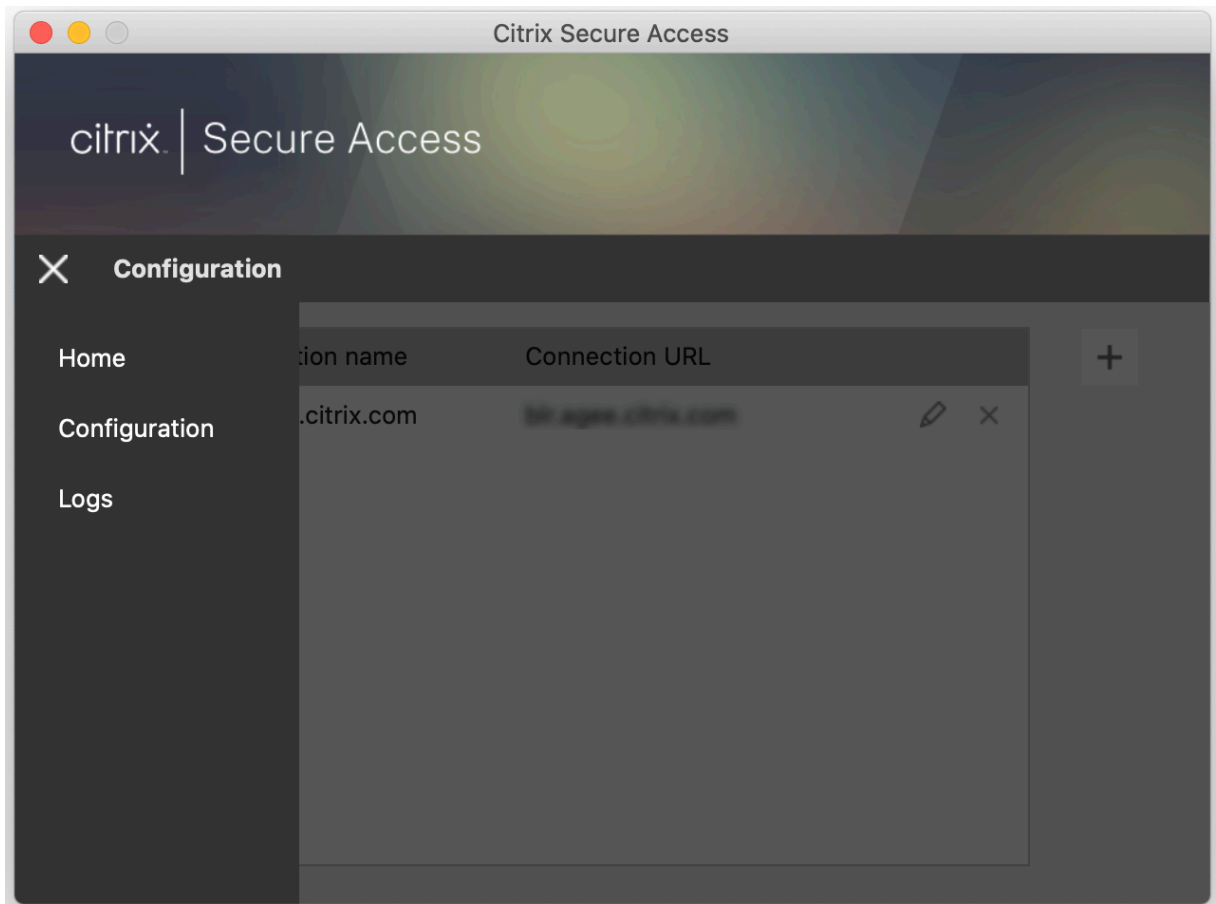 Citrix Secure Access
citrix. | Secure Access
Configuration
Home
tion name Connection URL
.citrix.com
Configuration
Logs